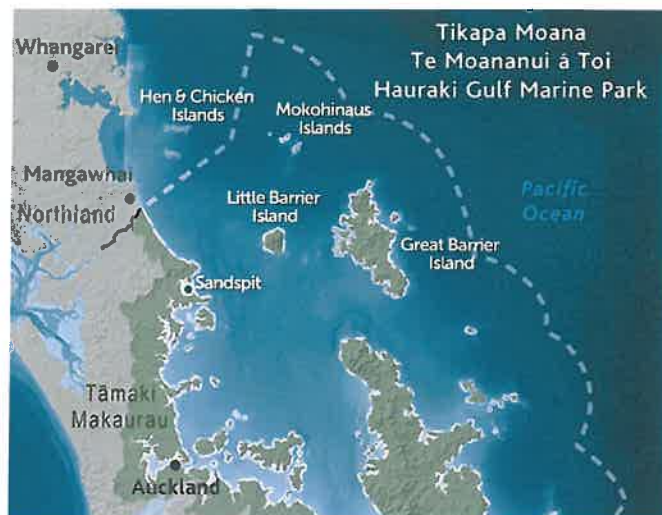 Tikapa Moana
Te Moananui á Toi
Hauraki Gulf Marine Park
Whangarei
Hen & Chicken
Islands
Mokohinaus
Islands
Mangawhai
Northland
Little Barrier
Island
Pacific
Ocean
Great Barrier
Island
Sandspit
Tāmaki
Makaurau
Auckland